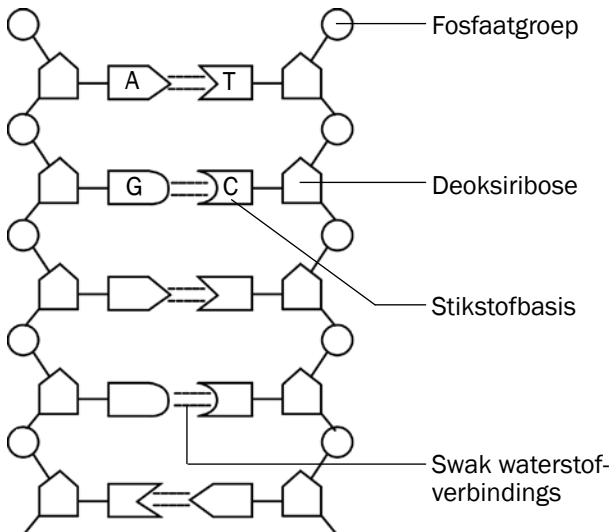 Fosfaatgroep
A T
G C
Deoksiribose
Stikstofbasis
Swak waterstof-
verbindings